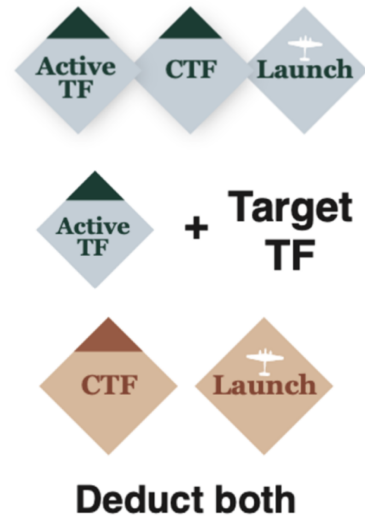 Active TF CTF Launch
Active TF + Target TF
CTF Launch
Deduct both